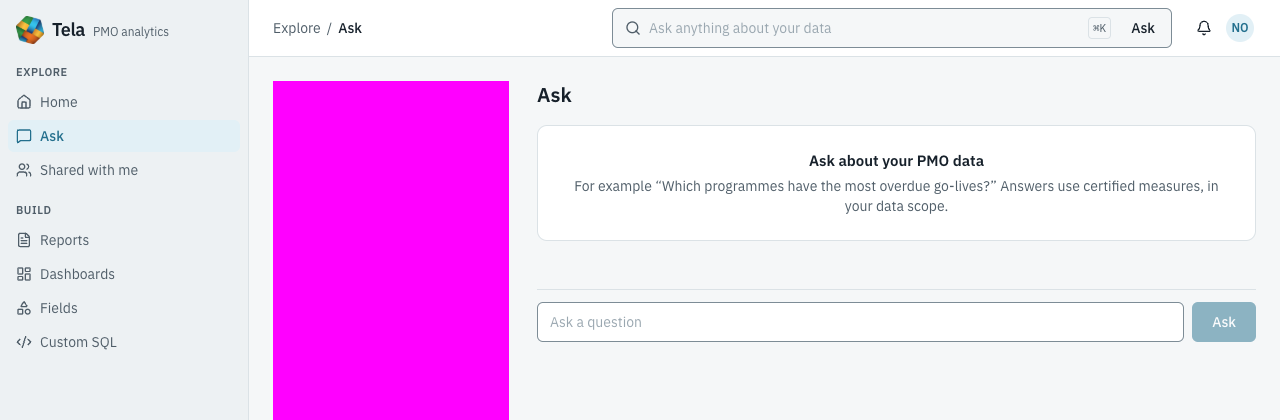 Tela PMO analytics
EXPLORE
Home
Ask
Shared with me
BUILD
Reports
Dashboards
Fields
Custom SQL
Explore / Ask
Ask anything about your data ⌘K Ask
NO
Ask
Ask about your PMO data
For example “Which programmes have the most overdue go-lives?” Answers use certified measures, in
your data scope.
Ask a question
Ask